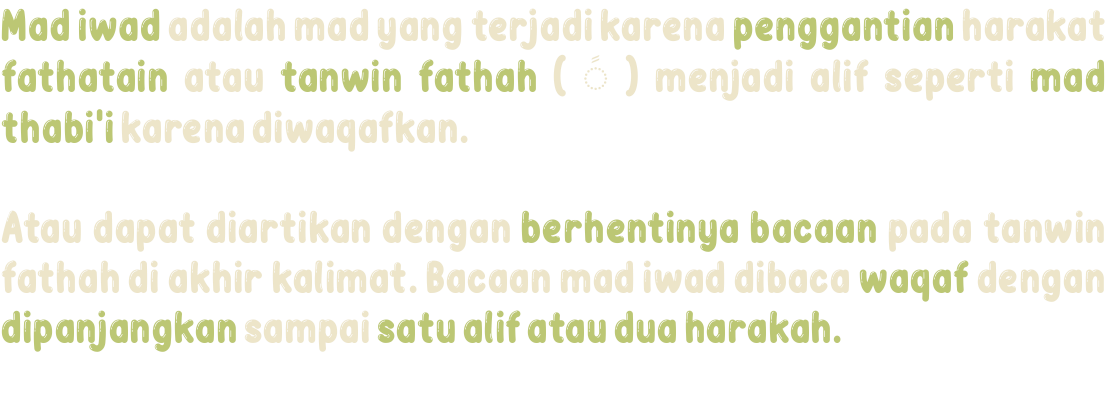 Mad iwad adalah mad yang terjadi karena penggantian harakat
fathatain atau tanwin fathah ( ً ) menjadi alif seperti mad
thabi'i karena diwaqafkan.
Atau dapat diartikan dengan berhentinya bacaan pada tanwin
fathah di akhir kalimat. Bacaan mad iwad dibaca waqaf dengan
dipanjangkan sampai satu alif atau dua harakah.